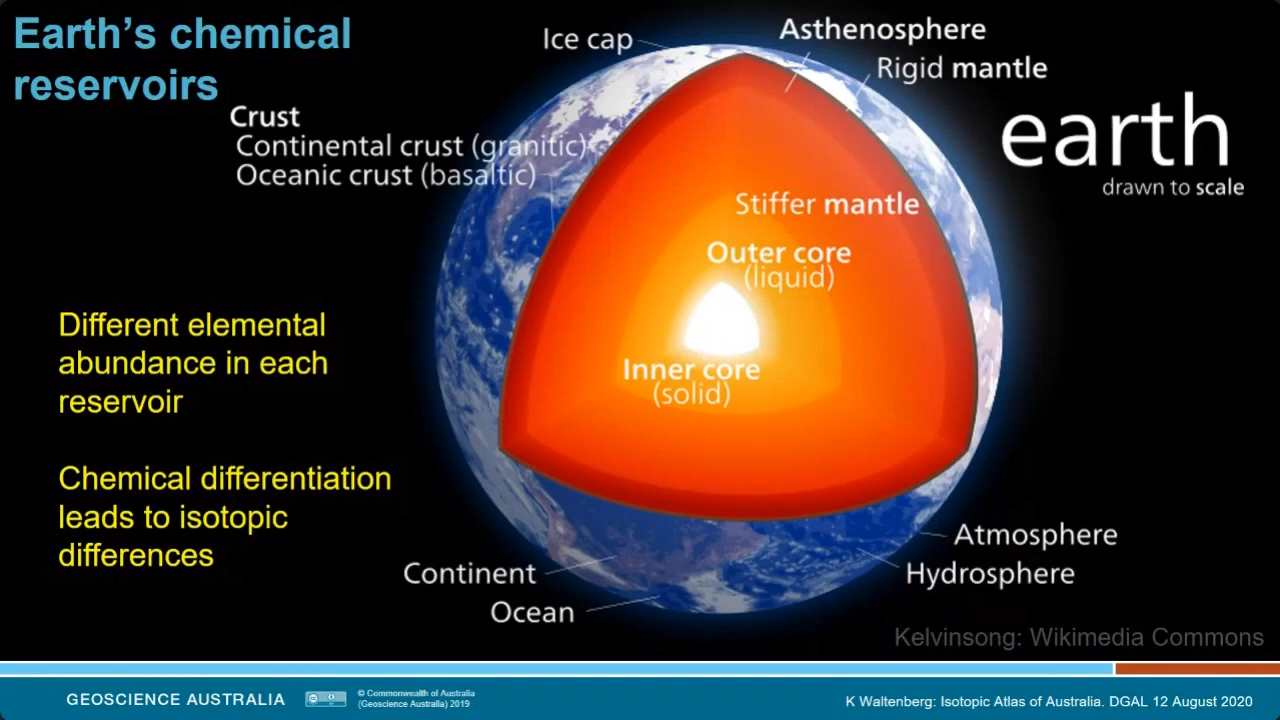 Earth's chemical
reservoirs
Ice cap
Asthenosphere
Rigid mantle
Crust
Continental crust (granitic)
Oceanic crust (basaltic)
earth
drawn to scale
Stiffer mantle
Outer core
(liquid)
Inner core
(solid)
Different elemental
abundance in each
reservoir
Chemical differentiation
leads to isotopic
differences
Atmosphere
Hydrosphere
Continent
Ocean
Kelvinsong: Wikimedia Commons
GEOSCIENCE AUSTRALIA
© Commonwealth of Australia
(Geoscience Australia) 2019
K Waltenberg: Isotopic Atlas of Australia. DGAL 12 August 2020